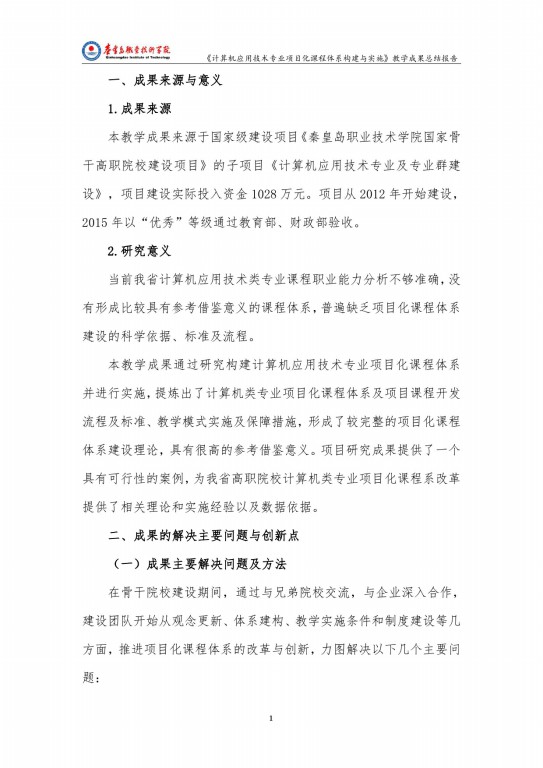 秦皇岛职业技术学院
Qinhuangdao Institute of Technology
《计算机应用技术专业项目化课程体系构建与实施》教学成果总结报告
一、成果来源与意义
1.成果来源
本教学成果来源于国家级建设项目《秦皇岛职业技术学院国家骨
干高职院校建设项目》的子项目《计算机应用技术专业及专业群建
设》，项目建设实际投入资金 1028 万元。项目从 2012 年开始建设，
2015 年以“优秀”等级通过教育部、财政部验收。
2.研究意义
当前我省计算机应用技术类专业课程职业能力分析不够准确，没
有形成比较具有参考借鉴意义的课程体系，普遍缺乏项目化课程体系
建设的科学依据、标准及流程。
本教学成果通过研究构建计算机应用技术专业项目化课程体系
并进行实施，提炼出了计算机类专业项目化课程体系及项目课程开发
流程及标准、教学模式实施及保障措施，形成了较完整的项目化课程
体系建设理论，具有很高的参考借鉴意义。项目研究成果提供了一个
具有可行性的案例，为我省高职院校计算机类专业项目化课程系改革
提供了相关理论和实施经验以及数据依据。
二、成果的解决主要问题与创新点
（一）成果主要解决问题及方法
在骨干院校建设期间，通过与兄弟院校交流，与企业深入合作，
建设团队开始从观念更新、体系建构、教学实施条件和制度建设等几
方面，推进项目化课程体系的改革与创新，力图解决以下几个主要问
题：
1